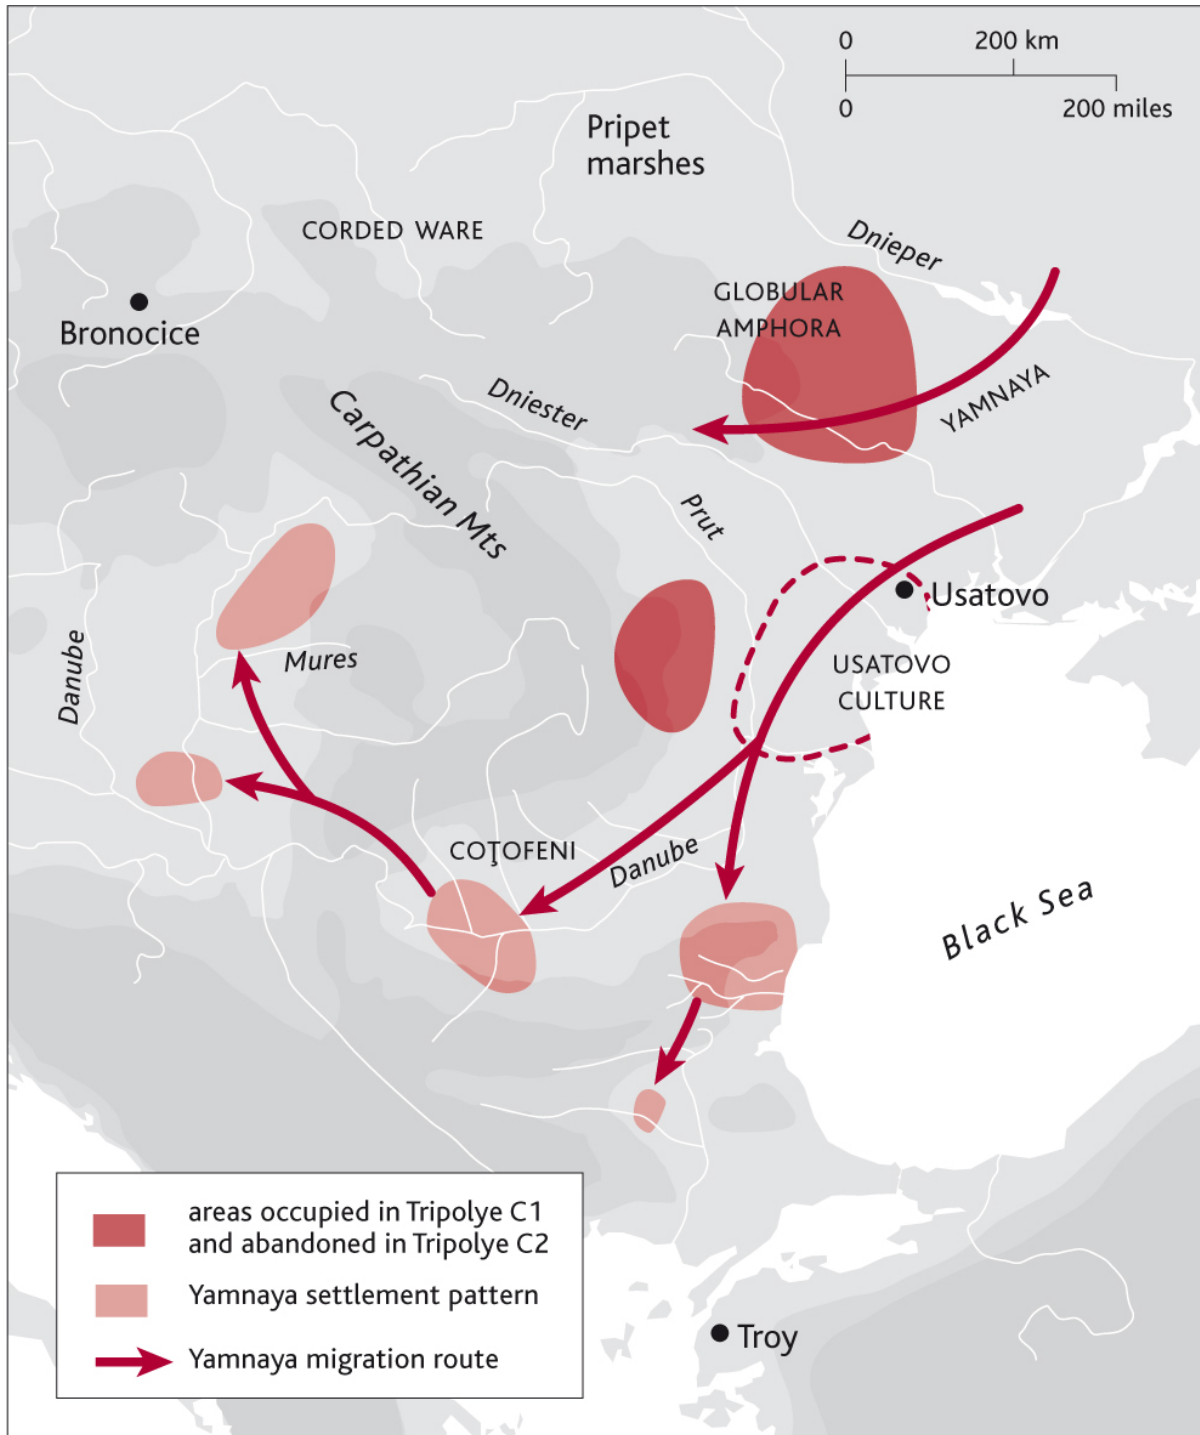 0 200 km
0 200 miles
Pripet
marshes
CORDED WARE
Dnieper
GLOBULAR
AMPHORA
Bronocice
YAMNAYA
Dniester
Carpathian Mts
Prut
Usatovo
USATOVO
CULTURE
Mures
Danube
COŢOFENI
Danube
Black Sea
areas occupied in Tripolye C1
and abandoned in Tripolye C2
Yamnaya settlement pattern
Yamnaya migration route
Troy